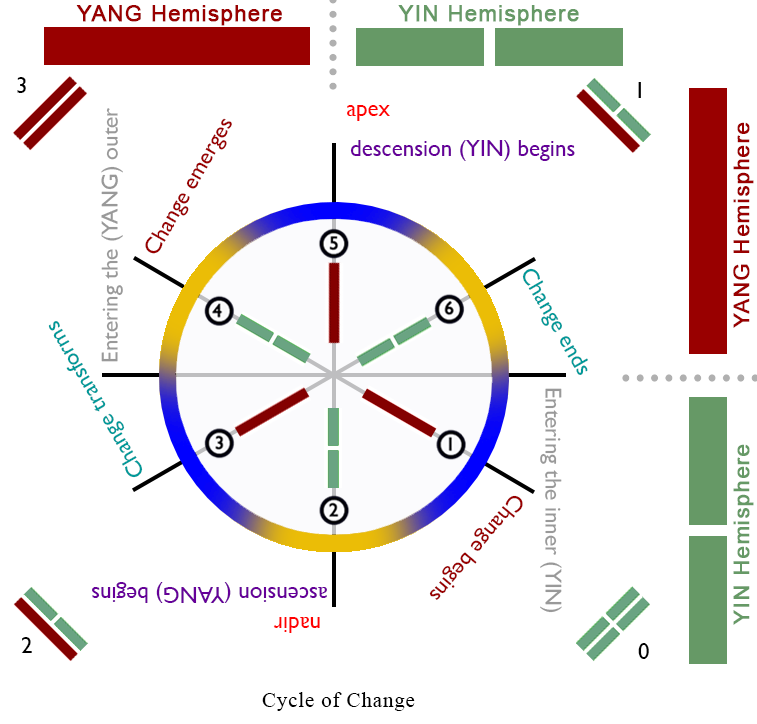 YANG Hemisphere
YIN Hemisphere
3
1
apex
descension (YIN) begins
Change emerges
Entering the (YANG) outer
YANG Hemisphere
5
4
6
Change ends
Change transforms
3
1
2
Entering the inner (YIN)
Change begins
ascension (YANG) begins
nadir
YIN Hemisphere
2
0
Cycle of Change